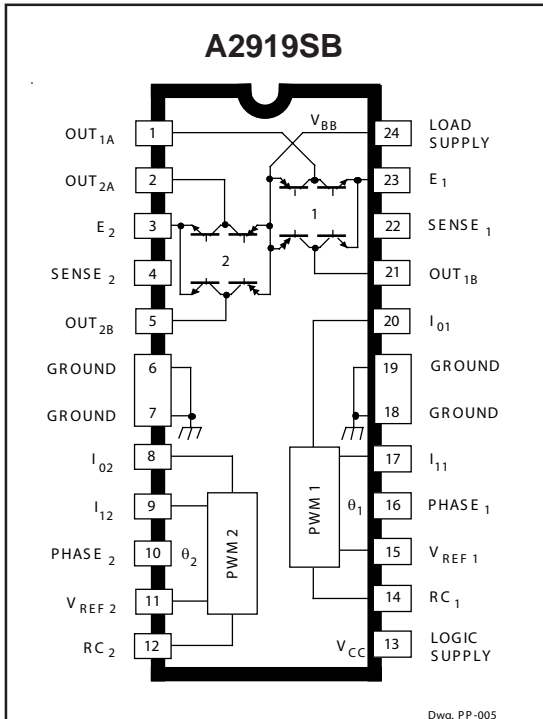 A2919SB
OUT1A 1 VBB 24 LOAD SUPPLY
OUT2A 2 23 E1
E2 3 1 22 SENSE1
SENSE2 4 2 21 OUT1B
OUT2B 5 20 I01
GROUND 6 19 GROUND
GROUND 7 18 GROUND
I02 8 17 I11
I12 9 PWM 2 PWM 1 θ1 16 PHASE1
PHASE2 10 θ2 15 VREF 1
VREF 2 11 14 RC1
RC2 12 VCC 13 LOGIC SUPPLY
Dwg. PP-005